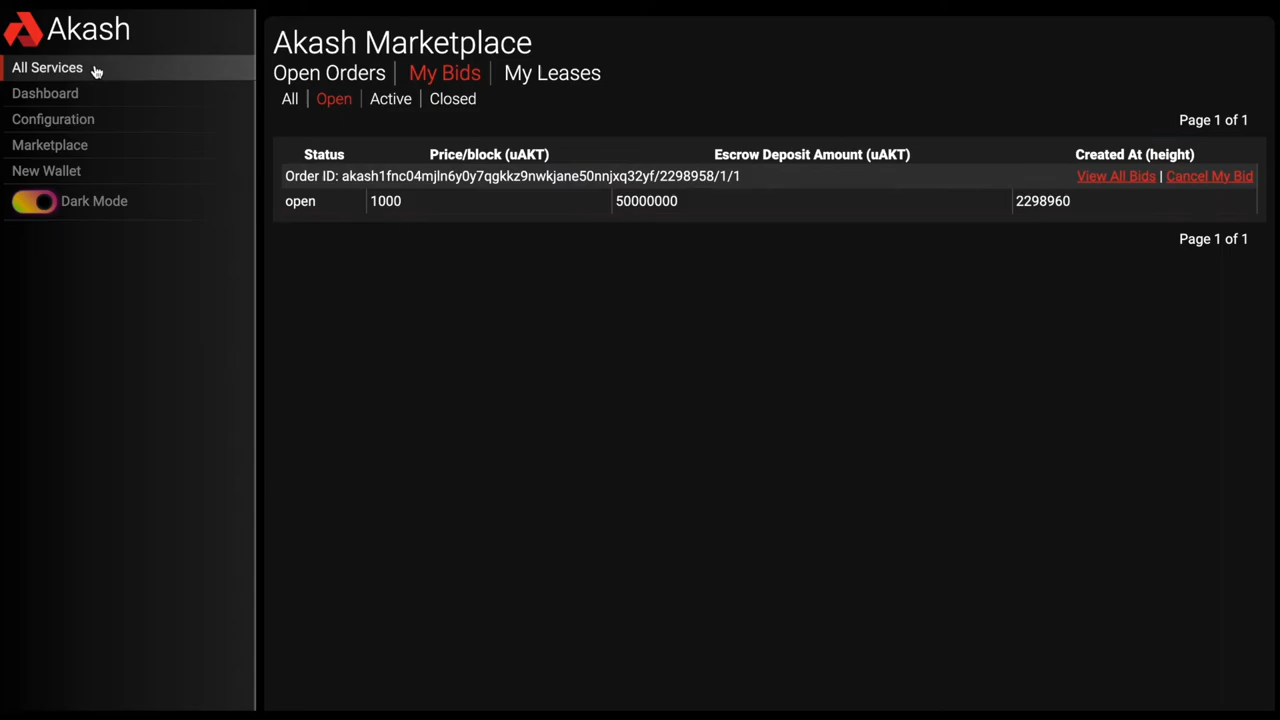 Akash
All Services
Dashboard
Configuration
Marketplace
New Wallet
Dark Mode
Akash Marketplace
Open Orders | My Bids | My Leases
All | Open | Active | Closed
Page 1 of 1
Status Price/block (uAKT) Escrow Deposit Amount (uAKT) Created At (height)
Order ID: akash1fnc04mjln6y0y7qgkkz9nwkjane50nnjxq32yf/2298958/1/1 View All Bids | Cancel My Bid
open 1000 50000000 2298960
Page 1 of 1